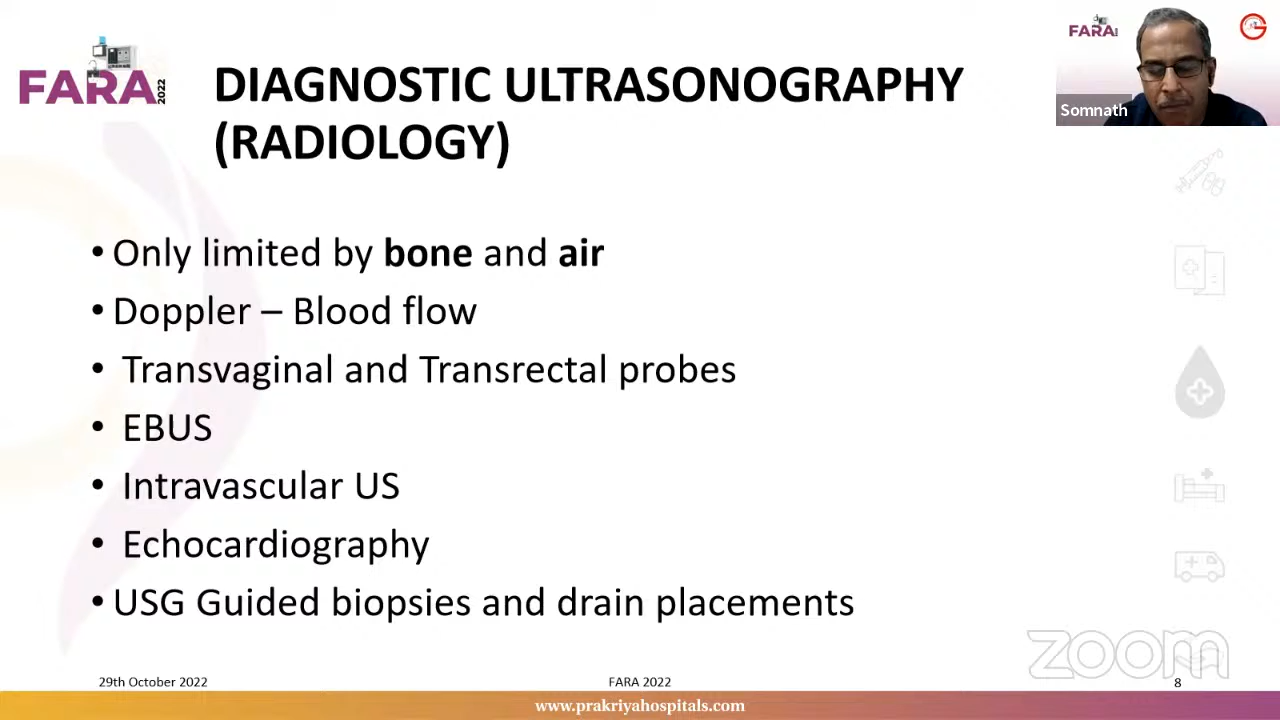 FARA 2022
DIAGNOSTIC ULTRASONOGRAPHY
(RADIOLOGY)
FARA
Somnath
• Only limited by bone and air
• Doppler – Blood flow
• Transvaginal and Transrectal probes
• EBUS
• Intravascular US
• Echocardiography
• USG Guided biopsies and drain placements
zoom
29th October 2022
FARA 2022
8
www.prakriyahospitals.com